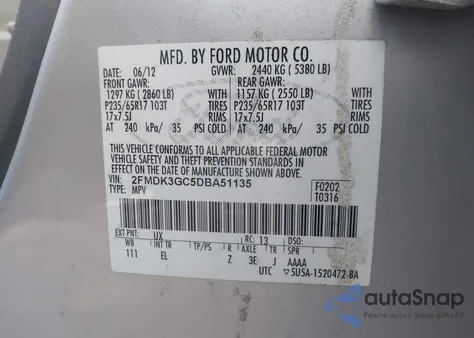 MFD. BY FORD MOTOR CO.
DATE: 06/12 GVWR: 2440 KG ( 5380 LB)
FRONT GAWR: REAR GAWR:
1297 KG ( 2860 LB) 1157 KG ( 2550 LB)
P235/65R17 103T TIRES P235/65R17 103T
17x7.5J RIMS 17x7.5J
AT 240 kPa/ 35 PSI COLD AT 240 kPa/ 35 PSI COLD
THIS VEHICLE CONFORMS TO ALL APPLICABLE FEDERAL MOTOR
VEHICLE SAFETY AND THEFT PREVENTION STANDARDS IN
EFFECT ON THE DATE OF MANUFACTURE SHOWN ABOVE.
VIN: 2FMDK3GC5DBA51135 F0202
TYPE: MPV T0316
EXT PNT: UX RC: 13 DSO:
WB INT TR TP/PS R AXLE TR SPR
111 EL Z 3E J AAAA
UTC 5U5A-1520472-BA
autoSnap
Pewne auto z USA i EU